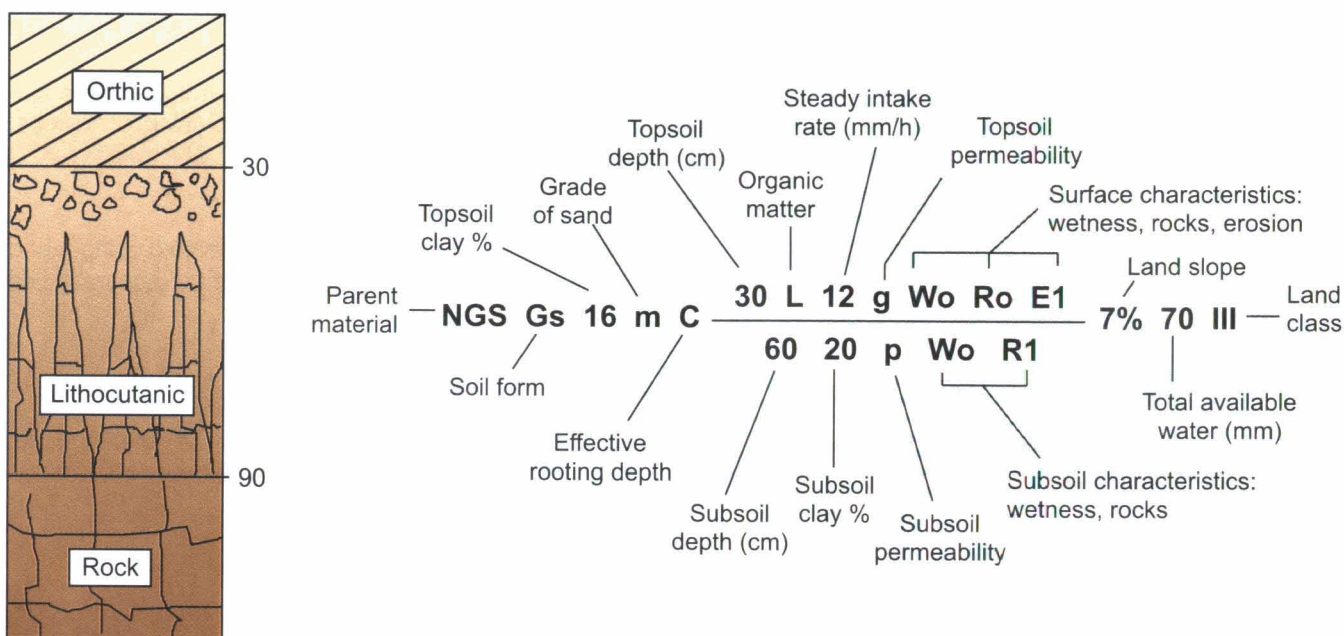 Orthic
30
Lithocutanic
90
Rock
Steady intake
rate (mm/h)
Topsoil
depth (cm)
Topsoil
permeability
Grade
of sand
Organic
matter
Surface characteristics:
wetness, rocks, erosion
Topsoil
clay %
Land slope
Parent
material
NGS Gs 16 m C
30 L 12 g Wo Ro E1
60 20 p Wo R1
7% 70 III
Land
class
Soil form
Effective
rooting depth
Total available
water (mm)
Subsoil
depth (cm)
Subsoil
clay %
Subsoil
permeability
Subsoil characteristics:
wetness, rocks